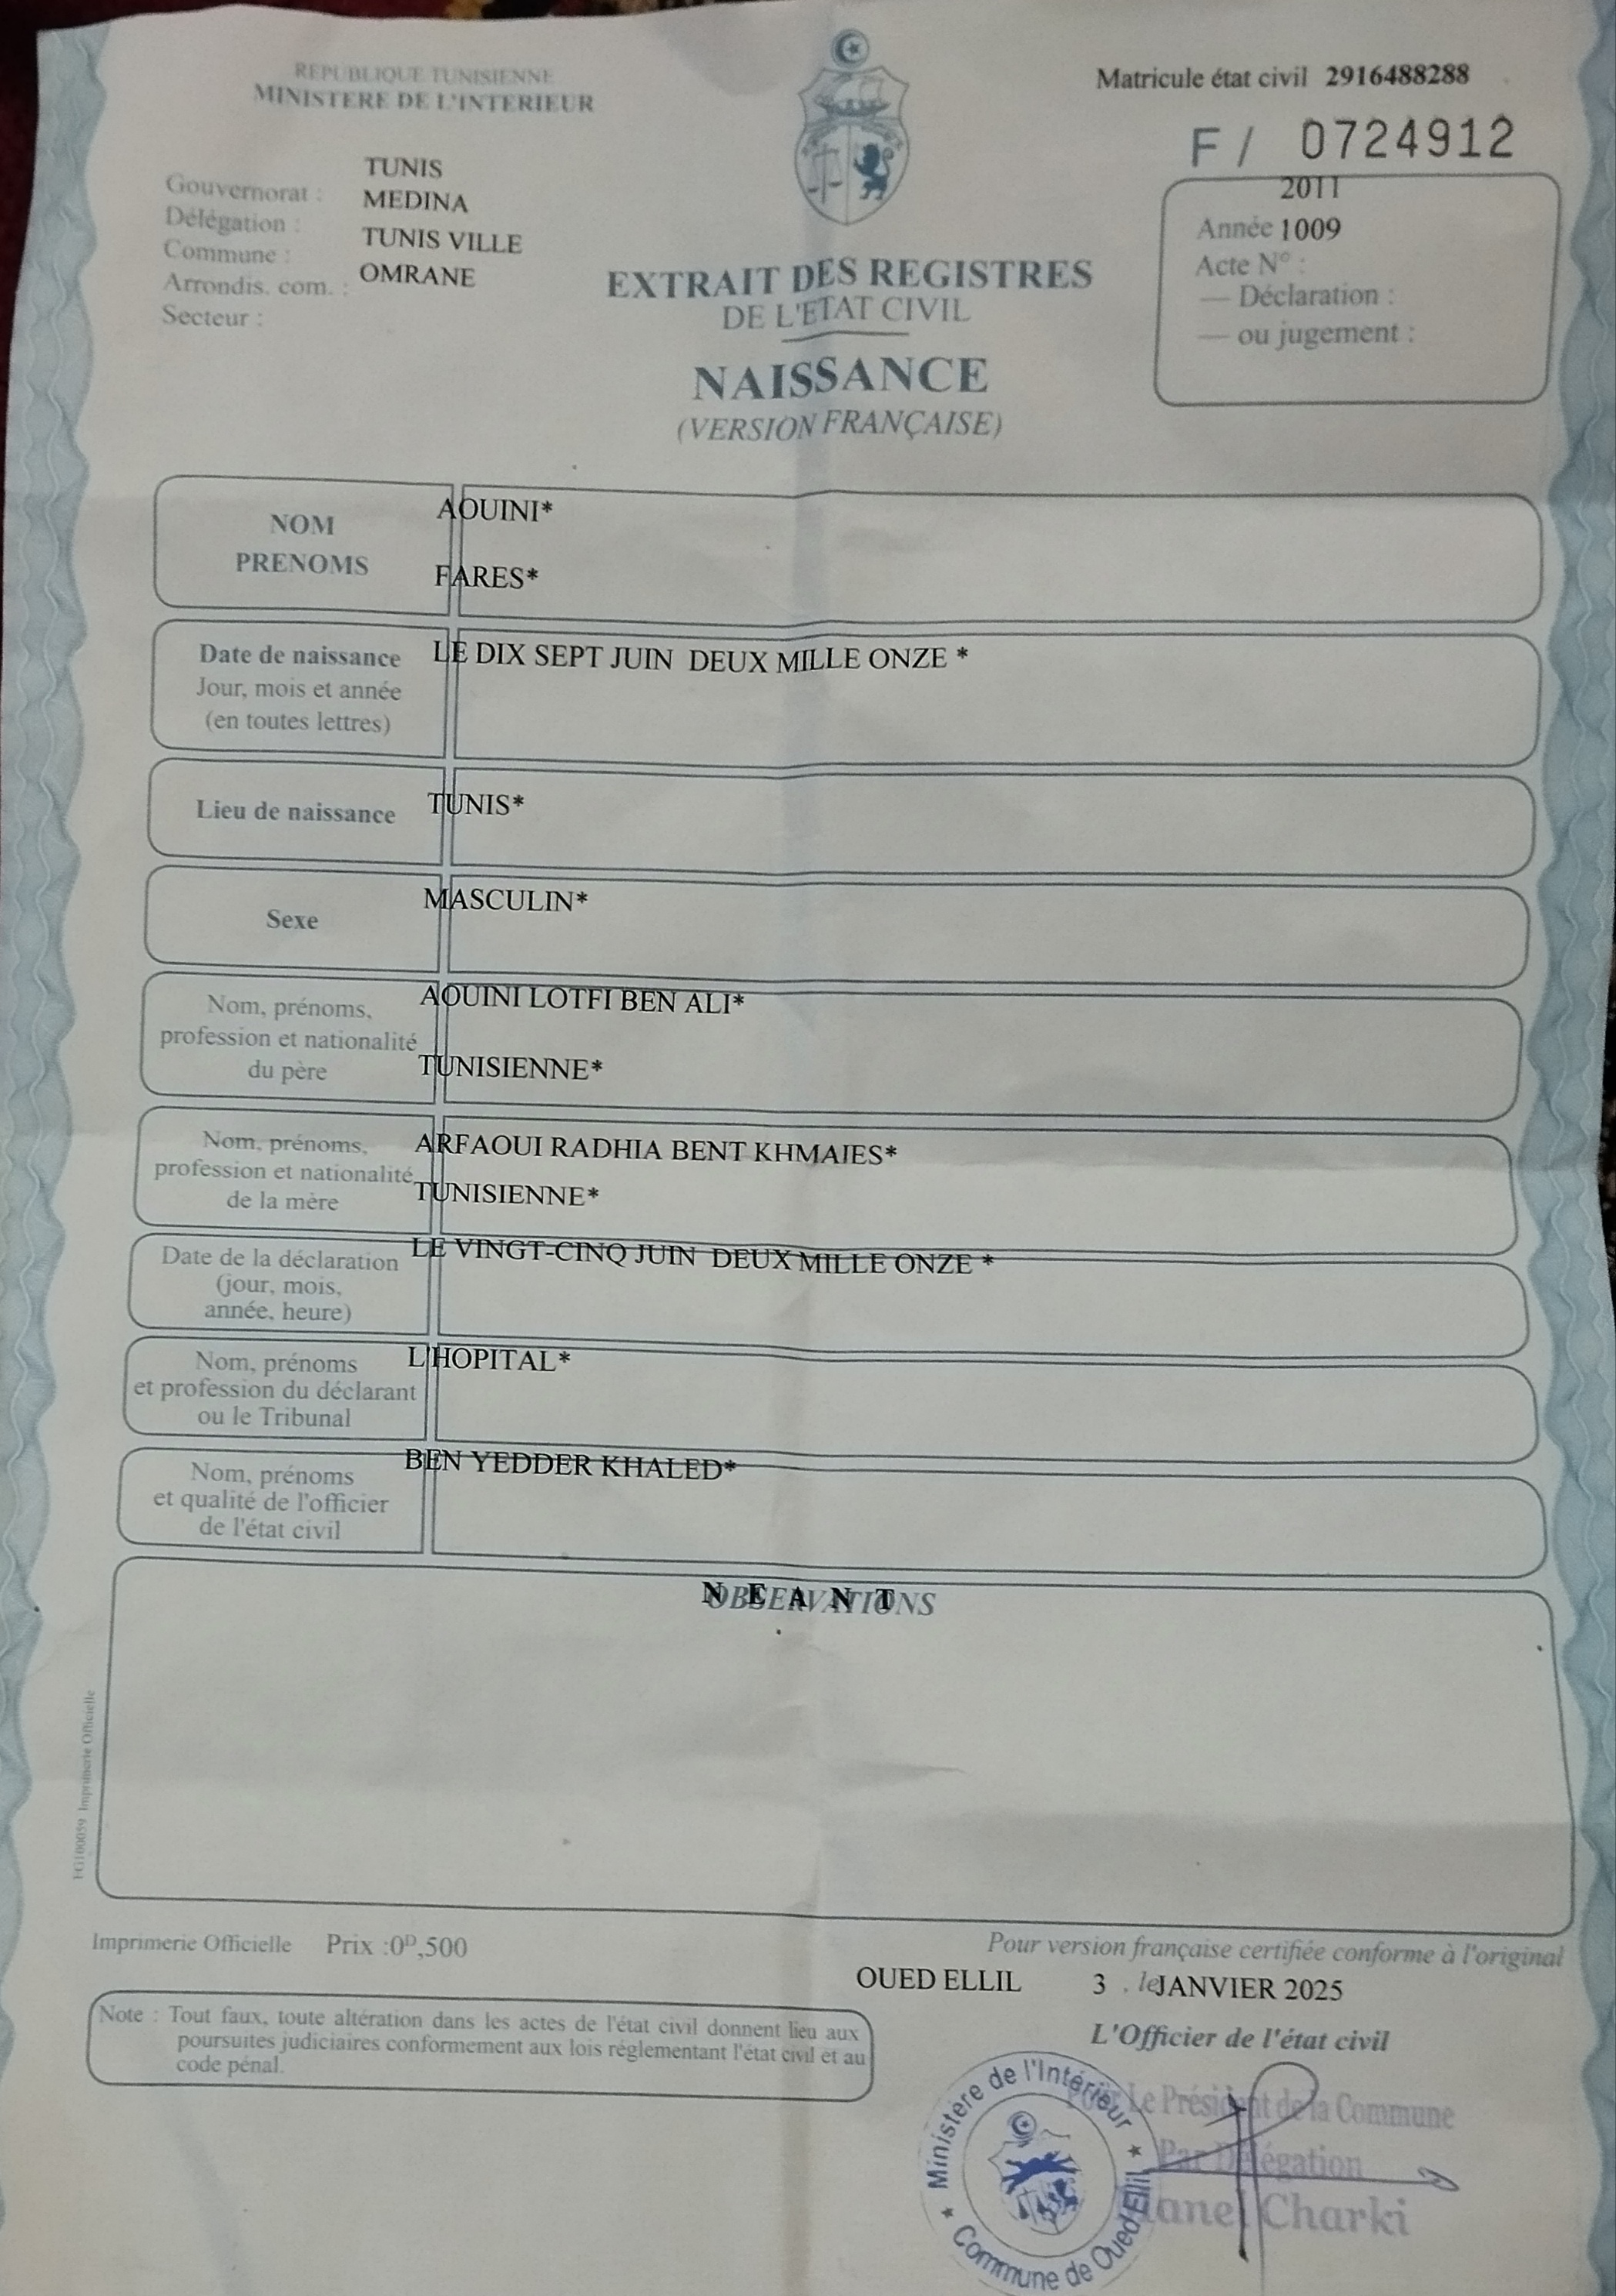 REPUBLIQUE TUNISIENNE
MINISTERE DE L'INTERIEUR
Matricule état civil 2916488288
F / 0724912
Gouvernorat : TUNIS
Délégation : MEDINA
Commune : TUNIS VILLE
Arrondis. com. : OMRANE
Secteur :
2011
Année 1009
Acte N° :
— Déclaration :
— ou jugement :
EXTRAIT DES REGISTRES
DE L'ETAT CIVIL
NAISSANCE
(VERSION FRANÇAISE)
NOM AOUINI*
PRENOMS FARES*
Date de naissance LE DIX SEPT JUIN DEUX MILLE ONZE *
Jour, mois et année
(en toutes lettres)
Lieu de naissance TUNIS*
Sexe MASCULIN*
Nom, prénoms, AOUINI LOTFI BEN ALI*
profession et nationalité
du père TUNISIENNE*
Nom, prénoms, ARFAOUI RADHIA BENT KHMAIES*
profession et nationalité
de la mère TUNISIENNE*
Date de la déclaration LE VINGT-CINQ JUIN DEUX MILLE ONZE *
(jour, mois,
année, heure)
Nom, prénoms L'HOPITAL*
et profession du déclarant
ou le Tribunal
Nom, prénoms BEN YEDDER KHALED*
et qualité de l'officier
de l'état civil
OBSERVATIONS
N E A N T
FG100059 Imprimerie Officielle
Imprimerie Officielle Prix :0ᴰ,500
Pour version française certifiée conforme à l'original
OUED ELLIL 3 , le JANVIER 2025
Note : Tout faux, toute altération dans les actes de l'état civil donnent lieu aux
poursuites judiciaires conformement aux lois règlementant l'état civil et au
code pénal.
L'Officier de l'état civil
Pour Le Président de la Commune
Par Délégation
Charki
Ministère de l'Intérieur
Commune de Oued Ellil